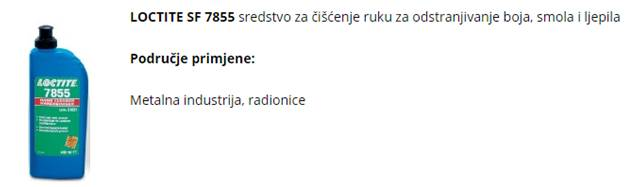 LOCTITE SF 7855 sredstvo za čišćenje ruku za odstranjivanje boja, smola i ljepila
Područje primjene:
Metalna industrija, radionice
LOCTITE
7855